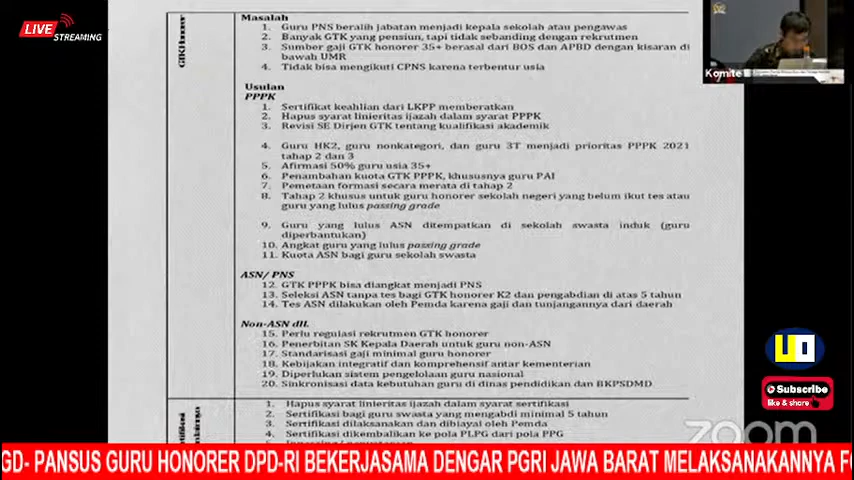 LIVE
STREAMING
GTK Honorer
Masalah
1. Guru PNS beralih jabatan menjadi kepala sekolah atau pengawas
2. Banyak GTK yang pensiun, tapi tidak sebanding dengan rekrutmen
3. Sumber gaji GTK honorer 35+ berasal dari BOS dan APBD dengan kisaran di
bawah UMR
4. Tidak bisa mengikuti CPNS karena terbentur usia
Usulan
PPPK
1. Sertifikat keahlian dari LKPP memberatkan
2. Hapus syarat linieritas ijazah dalam syarat PPPK
3. Revisi SE Dirjen GTK tentang kualifikasi akademik
4. Guru HK2, guru nonkategori, dan guru 3T menjadi prioritas PPPK 2021
tahap 2 dan 3
5. Afirmasi 50% guru usia 35+
6. Penambahan kuota GTK PPPK, khususnya guru PAI
7. Pemetaan formasi secara merata di tahap 2
8. Tahap 2 khusus untuk guru honorer sekolah negeri yang belum ikut tes atau
guru yang lulus passing grade
9. Guru yang lulus ASN ditempatkan di sekolah swasta induk (guru
diperbantukan)
10. Angkat guru yang lulus passing grade
11. Kuota ASN bagi guru sekolah swasta
ASN/ PNS
12. GTK PPPK bisa diangkat menjadi PNS
13. Seleksi ASN tanpa tes bagi GTK honorer K2 dan pengabdian di atas 5 tahun
14. Tes ASN dilakukan oleh Pemda karena gaji dan tunjangannya dari daerah
Non-ASN dll.
15. Perlu regulasi rekrutmen GTK honorer
16. Penerbitan SK Kepala Daerah untuk guru non-ASN
17. Standarisasi gaji minimal guru honorer
18. Kebijakan integratif dan komprehensif antar kementerian
19. Diperlukan sistem pengelolaan guru nasional
20. Sinkronisasi data kebutuhan guru di dinas pendidikan dan BKPSDMD
1. Hapus syarat linieritas ijazah dalam syarat sertifikasi
2. Sertifikasi bagi guru swasta yang mengabdi minimal 5 tahun
3. Sertifikasi dilaksanakan dan dibiayai oleh Pemda
4. Sertifikasi dikembalikan ke pola PLPG dari pola PPG
Komite
Subscribe
like & share
zoom
GD- PANSUS GURU HONORER DPD-RI BEKERJASAMA DENGAR PGRI JAWA BARAT MELAKSANAKANNYA FO